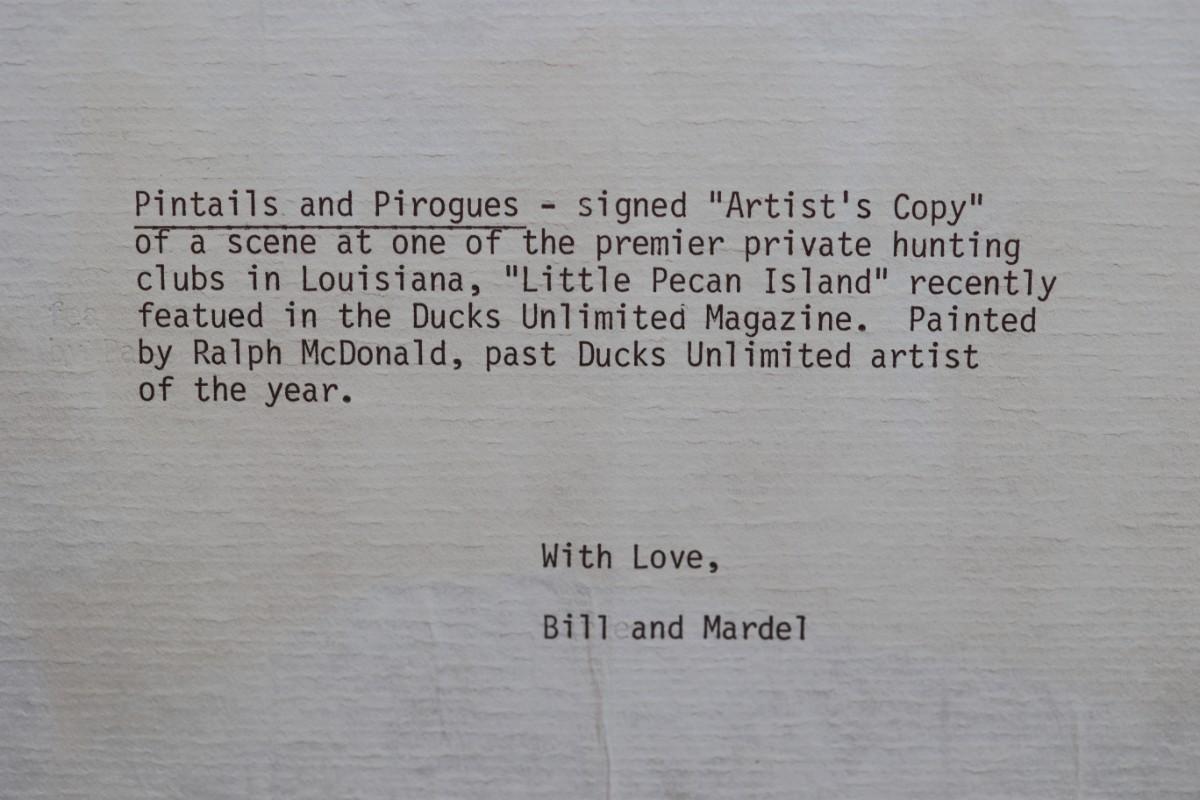 Pintails and Pirogues - signed "Artist's Copy"
of a scene at one of the premier private hunting
clubs in Louisiana, "Little Pecan Island" recently
featued in the Ducks Unlimited Magazine.  Painted
by Ralph McDonald, past Ducks Unlimited artist
of the year.
With Love,
Bill and Mardel